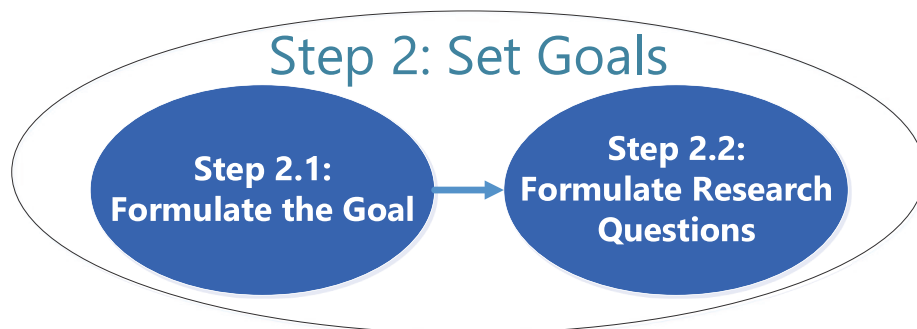 Step 2: Set Goals
Step 2.1:
Formulate the Goal
Step 2.2:
Formulate Research
Questions